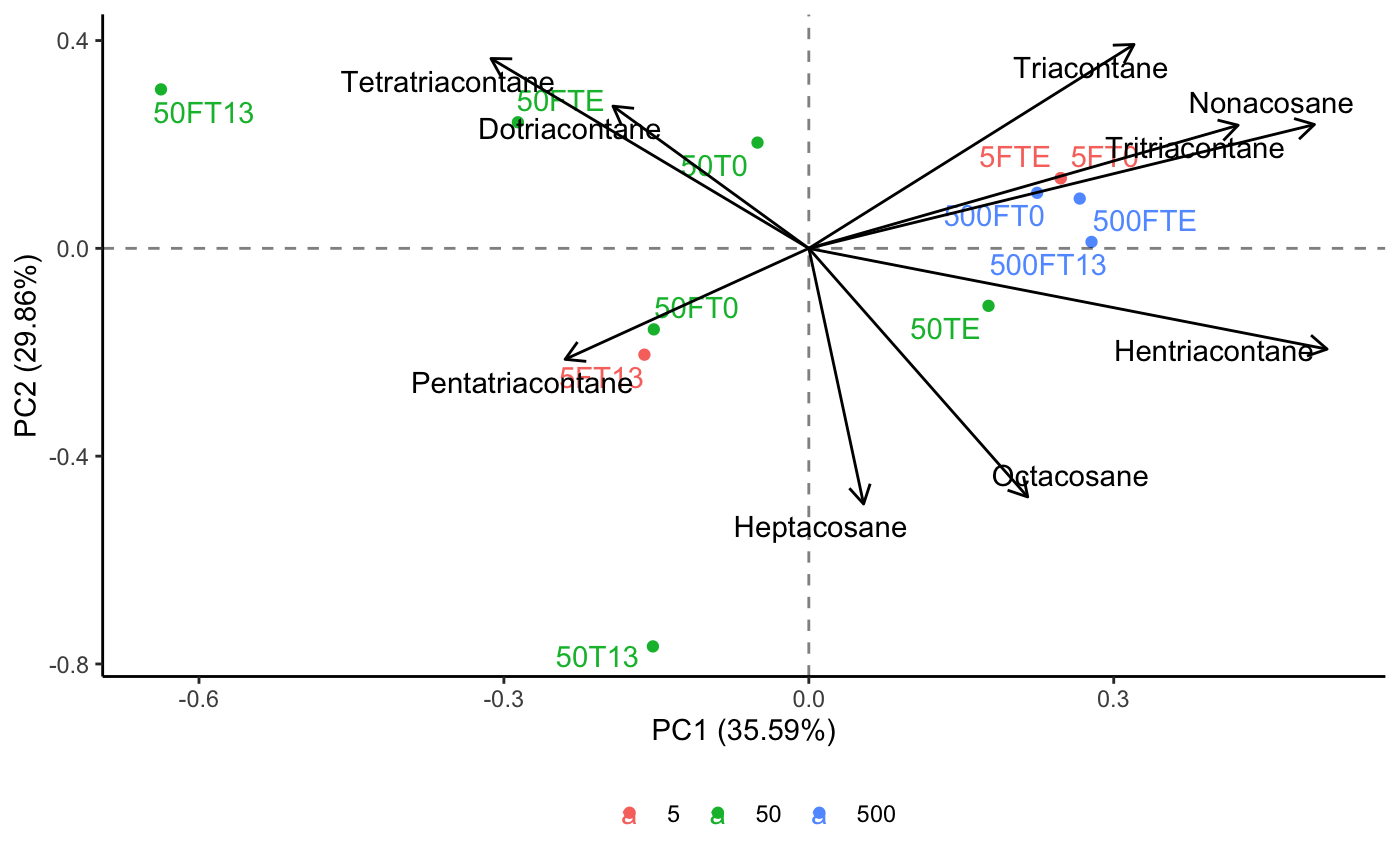 0.4
Tetratriacontane
Triacontane
50FTE
Nonacosane
50FT13
Dotriacontane
Tritriacontane
5FTE
5FT0
50T0
500FT0
500FTE
0.0
500FT13
50FT0
50TE
Hentriacontane
Pentatriacontane
5FT13
PC2 (29.86%)
-0.4
Octacosane
Heptacosane
50T13
-0.8
-0.6
-0.3
0.0
0.3
PC1 (35.59%)
a 5 a 50 a 500